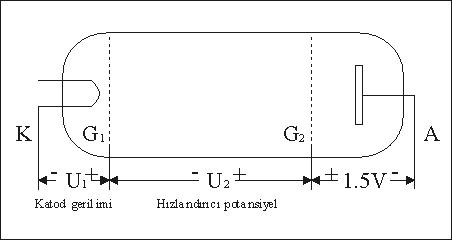 K G1 G2 A
- U1 + - U2 + + 1.5V -
Katod gerilimi Hızlandırıcı potansiyel